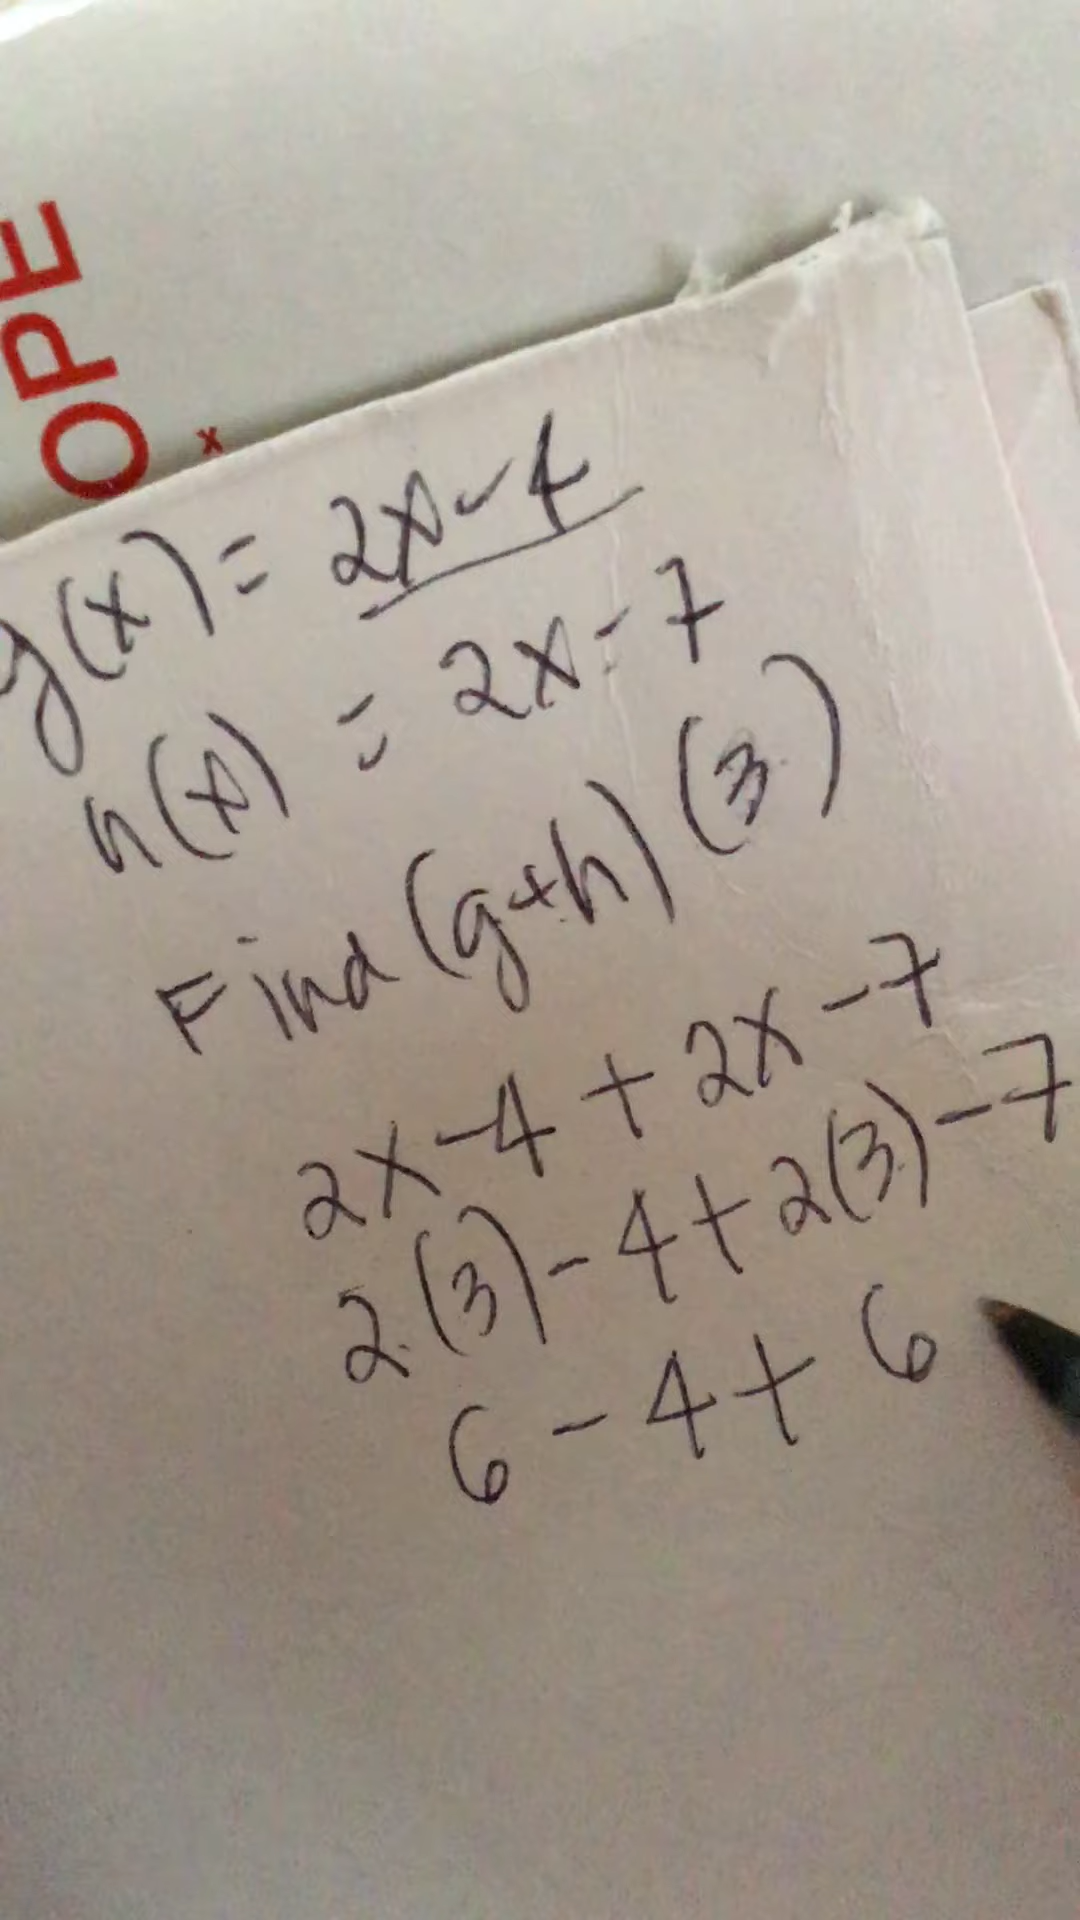 OPE
x
g(x) = 2x - 4
h(x) = 2x - 7
Find (g+h) (3)
2x - 4 + 2x - 7
2(3) - 4 + 2(3) - 7
6 - 4 + 6